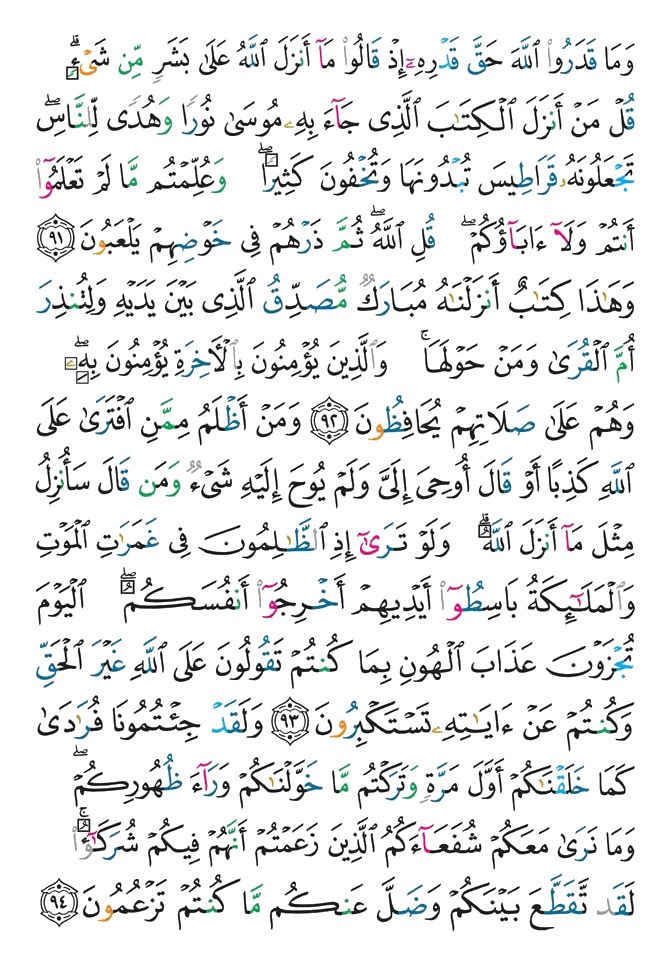 وَمَا قَدَرُوا۟ ٱللَّهَ حَقَّ قَدْرِهِۦٓ إِذْ قَالُوا۟ مَآ أَنزَلَ ٱللَّهُ عَلَىٰ بَشَرٍۢ مِّن شَىْءٍۢ ۗ
قُلْ مَنْ أَنزَلَ ٱلْكِتَـٰبَ ٱلَّذِى جَآءَ بِهِۦ مُوسَىٰ نُورًۭا وَهُدًۭى لِّلنَّاسِ ۖ
تَجْعَلُونَهُۥ قَرَاطِيسَ تُبْدُونَهَا وَتُخْفُونَ كَثِيرًۭا ۖ وَعُلِّمْتُم مَّا لَمْ تَعْلَمُوٓا۟
أَنتُمْ وَلَآ ءَابَآؤُكُمْ ۖ قُلِ ٱللَّهُ ۖ ثُمَّ ذَرْهُمْ فِى خَوْضِهِمْ يَلْعَبُونَ ٩١
وَهَـٰذَا كِتَـٰبٌ أَنزَلْنَـٰهُ مُبَارَكٌۭ مُّصَدِّقُ ٱلَّذِى بَيْنَ يَدَيْهِ وَلِتُنذِرَ
أُمَّ ٱلْقُرَىٰ وَمَنْ حَوْلَهَا ۚ وَٱلَّذِينَ يُؤْمِنُونَ بِٱلْـَٔاخِرَةِ يُؤْمِنُونَ بِهِۦ ۖ
وَهُمْ عَلَىٰ صَلَاتِهِمْ يُحَافِظُونَ ٩٢ وَمَنْ أَظْلَمُ مِمَّنِ ٱفْتَرَىٰ عَلَى
ٱللَّهِ كَذِبًا أَوْ قَالَ أُوحِىَ إِلَىَّ وَلَمْ يُوحَ إِلَيْهِ شَىْءٌۭ وَمَن قَالَ سَأُنزِلُ
مِثْلَ مَآ أَنزَلَ ٱللَّهُ ۗ وَلَوْ تَرَىٰٓ إِذِ ٱلظَّـٰلِمُونَ فِى غَمَرَٰتِ ٱلْمَوْتِ
وَٱلْمَلَـٰٓئِكَةُ بَاسِطُوٓا۟ أَيْدِيهِمْ أَخْرِجُوٓا۟ أَنفُسَكُمُ ۖ ٱلْيَوْمَ
تُجْزَوْنَ عَذَابَ ٱلْهُونِ بِمَا كُنتُمْ تَقُولُونَ عَلَى ٱللَّهِ غَيْرَ ٱلْحَقِّ
وَكُنتُمْ عَنْ ءَايَـٰتِهِۦ تَسْتَكْبِرُونَ ٩٣ وَلَقَدْ جِئْتُمُونَا فُرَٰدَىٰ
كَمَا خَلَقْنَـٰكُمْ أَوَّلَ مَرَّةٍۢ وَتَرَكْتُم مَّا خَوَّلْنَـٰكُمْ وَرَآءَ ظُهُورِكُمْ ۖ
وَمَا نَرَىٰ مَعَكُمْ شُفَعَآءَكُمُ ٱلَّذِينَ زَعَمْتُمْ أَنَّهُمْ فِيكُمْ شُرَكَـٰٓؤُا۟ ۚ
لَقَد تَّقَطَّعَ بَيْنَكُمْ وَضَلَّ عَنكُم مَّا كُنتُمْ تَزْعُمُونَ ٩٤